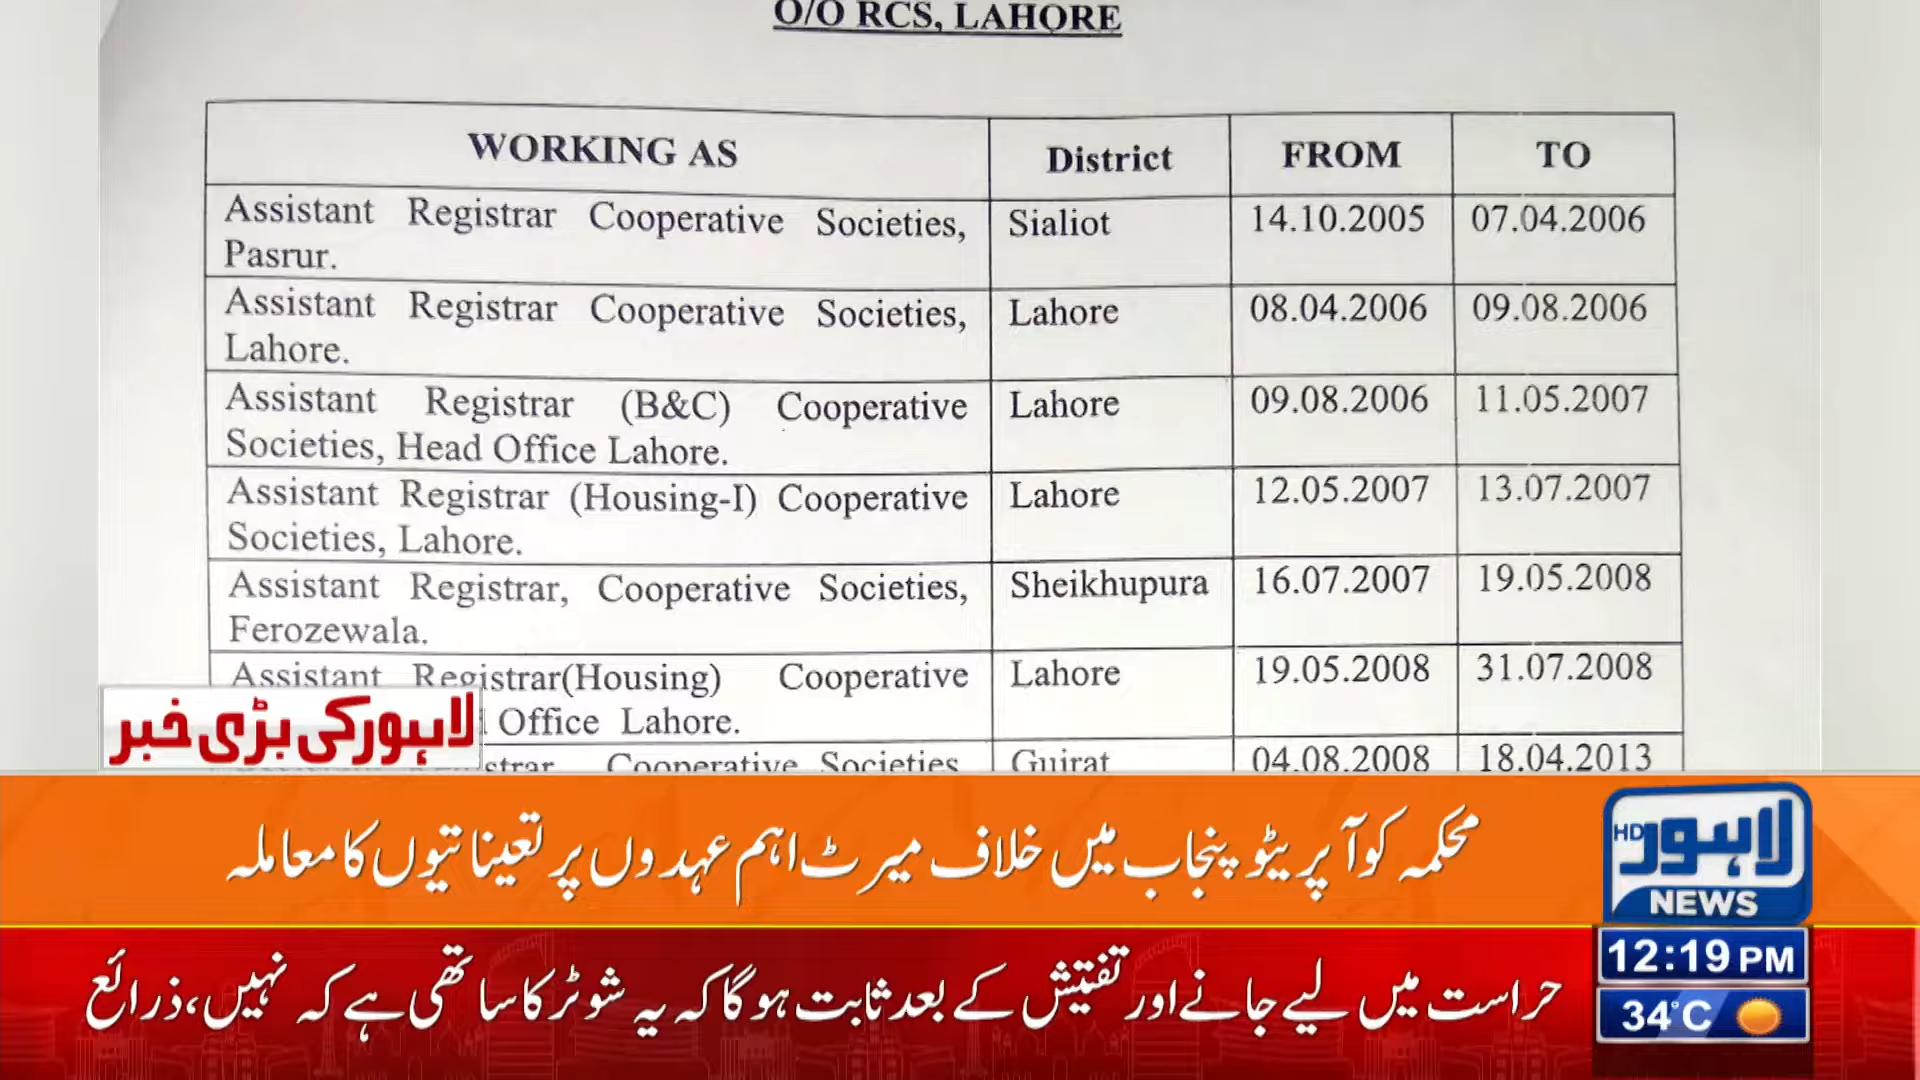 O/O RCS, LAHORE
WORKING AS District FROM TO
Assistant Registrar Cooperative Societies, Sialiot 14.10.2005 07.04.2006
Pasrur.
Assistant Registrar Cooperative Societies, Lahore 08.04.2006 09.08.2006
Lahore.
Assistant Registrar (B&C) Cooperative Lahore 09.08.2006 11.05.2007
Societies, Head Office Lahore.
Assistant Registrar (Housing-I) Cooperative Lahore 12.05.2007 13.07.2007
Societies, Lahore.
Assistant Registrar, Cooperative Societies, Sheikhupura 16.07.2007 19.05.2008
Ferozewala.
Assistant Registrar(Housing) Cooperative Lahore 19.05.2008 31.07.2008
Office Lahore.
Cooperative Societies Gujrat 04.08.2008 18.04.2013
لاہور کی بڑی خبر
محکمہ کوآپریٹو پنجاب میں خلاف میرٹ اہم عہدوں پر تعیناتیوں کا معاملہ
لاہور HD
NEWS
حراست میں لیے جانے اور تفتیش کے بعد ثابت ہوگا کہ یہ شوٹر کا ساتھی ہے کہ نہیں، ذرائع
12:19 PM
34°C